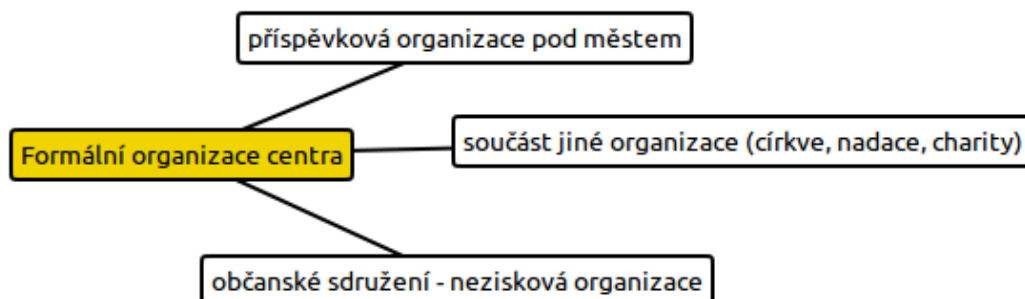 příspěvková organizace pod městem
Formální organizace centra
součást jiné organizace (církve, nadace, charity)
občanské sdružení - nezisková organizace